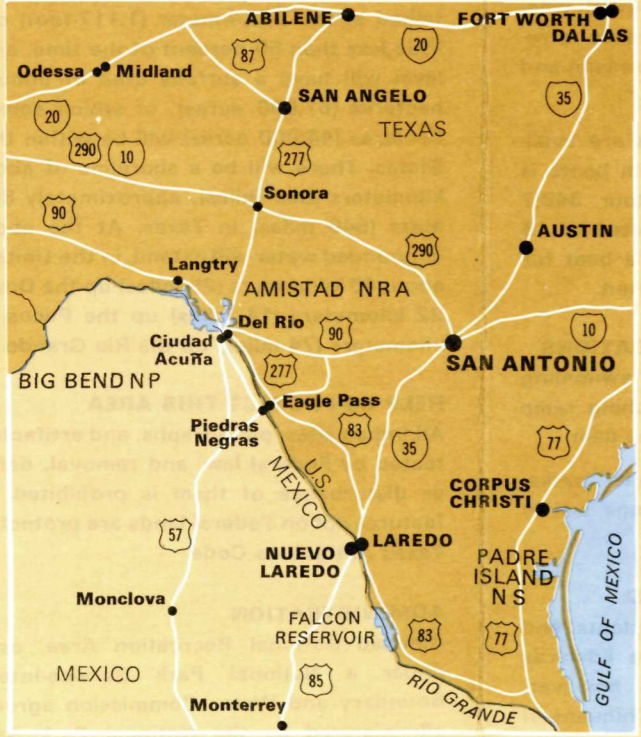 ABILENE
FORT WORTH
DALLAS
87
20
Odessa
Midland
35
SAN ANGELO
TEXAS
20
290
10
277
Sonora
90
290
AUSTIN
Langtry
AMISTAD NRA
Del Rio
90
10
Ciudad
Acuña
SAN ANTONIO
BIG BEND NP
277
Eagle Pass
83
35
77
Piedras
Negras
U.S.
MEXICO
CORPUS
CHRISTI
57
LAREDO
NUEVO
LAREDO
PADRE
ISLAND
NS
GULF OF MEXICO
Monclova
FALCON
RESERVOIR
83
77
MEXICO
85
RIO GRANDE
Monterrey